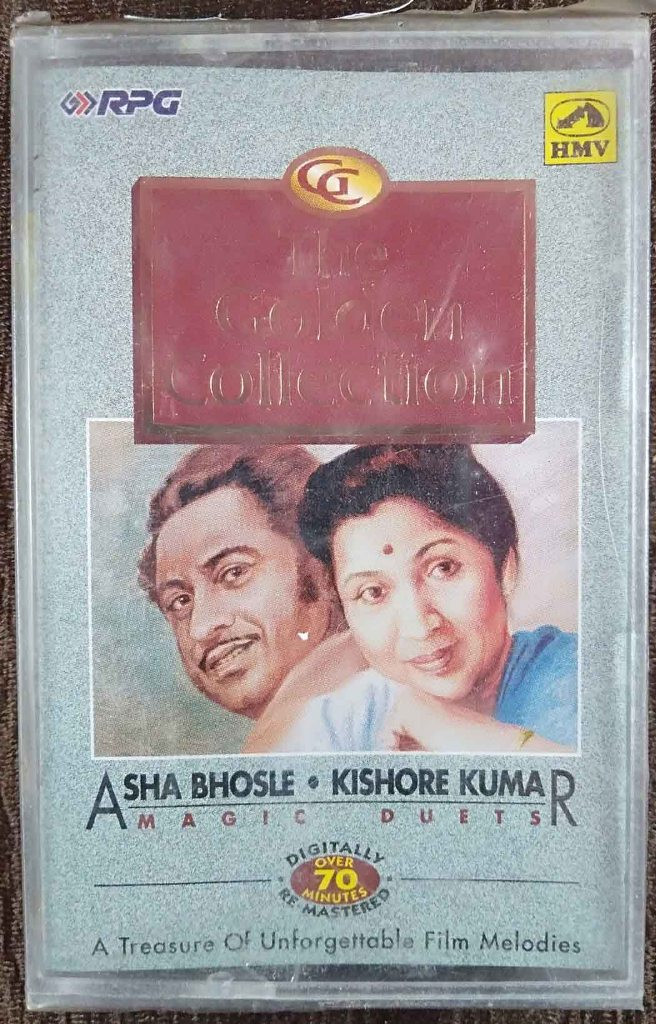 RPG
HMV
GC
The
Golden
Collection
ASHA BHOSLE • KISHORE KUMAR
MAGIC DUETS
DIGITALLY
OVER
70
MINUTES
RE MASTERED
A Treasure Of Unforgettable Film Melodies